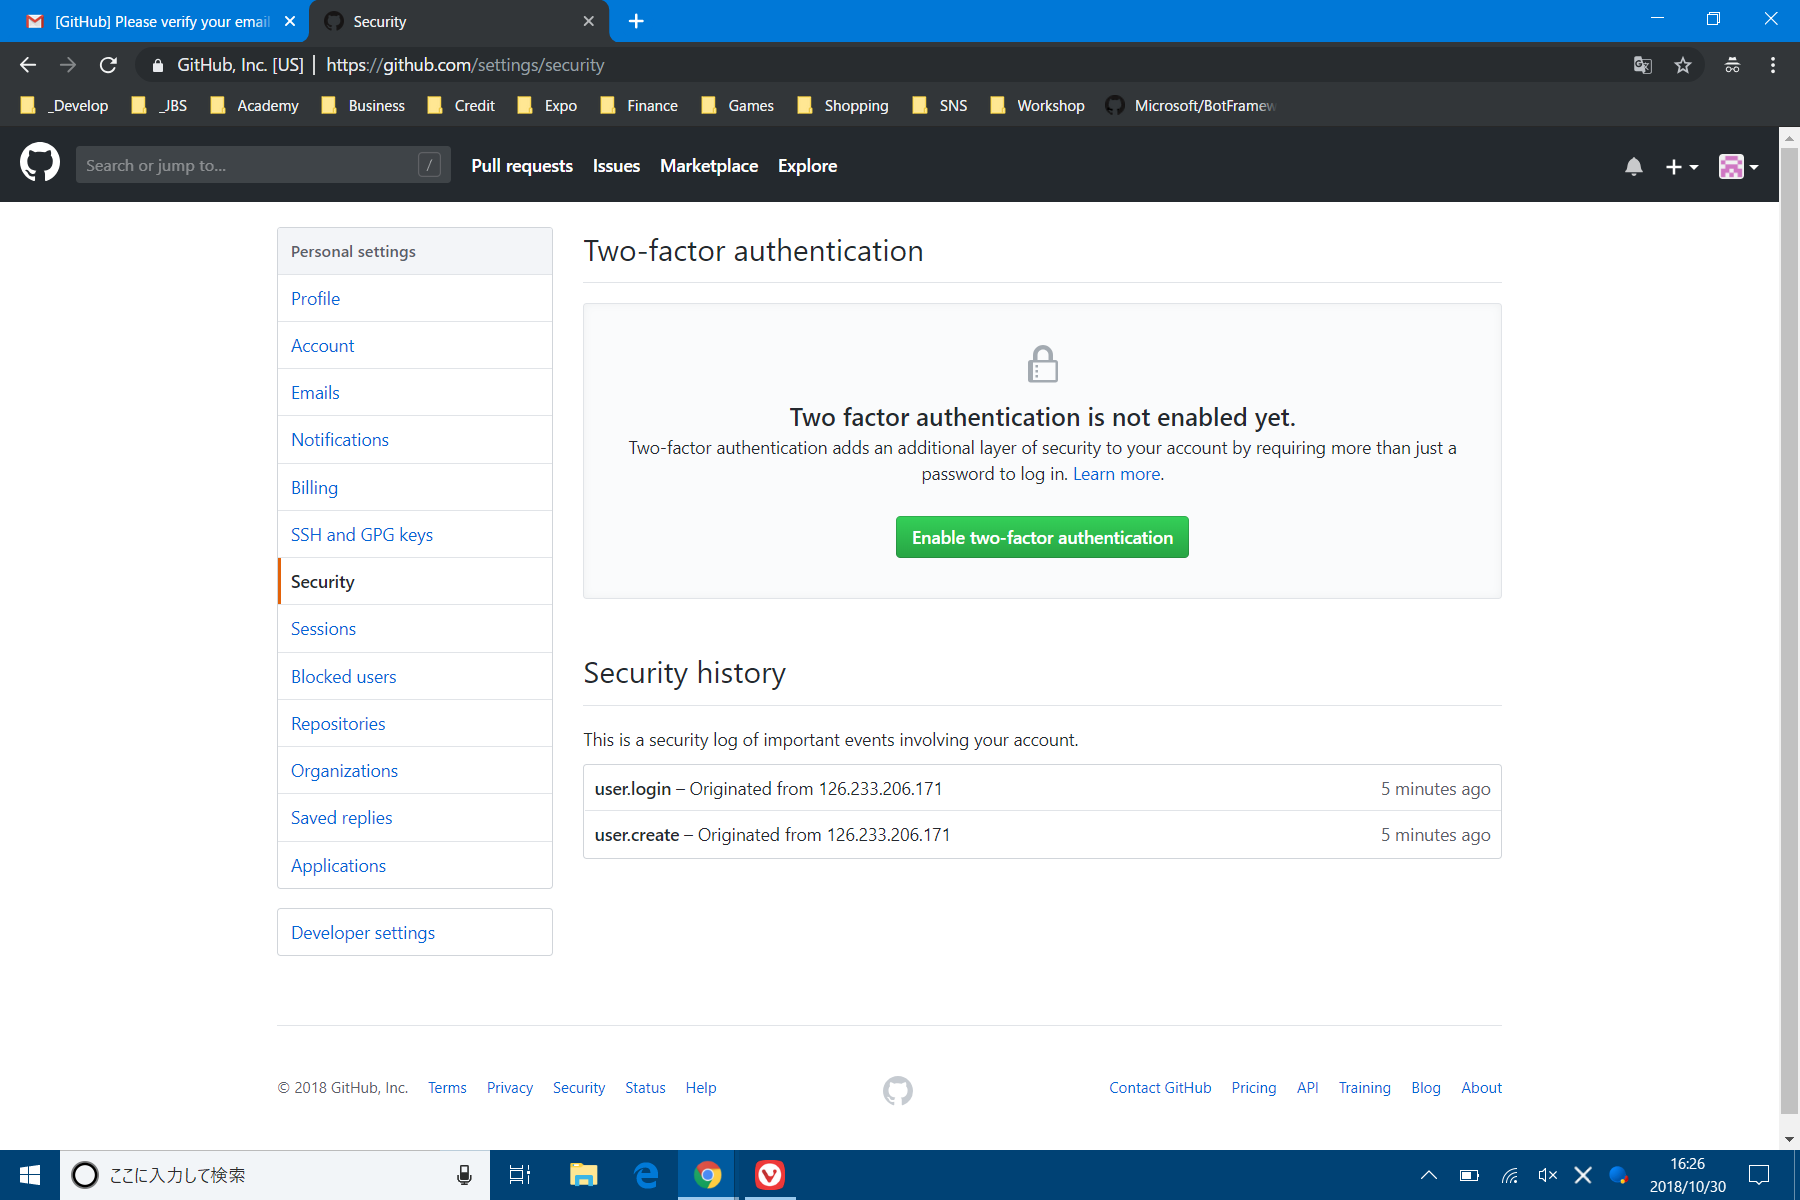 [GitHub] Please verify your email
Security
GitHub, Inc. [US] | https://github.com/settings/security
_Develop
_JBS
Academy
Business
Credit
Expo
Finance
Games
Shopping
SNS
Workshop
Microsoft/BotFramew
Search or jump to...
/
Pull requests
Issues
Marketplace
Explore
Personal settings
Profile
Account
Emails
Notifications
Billing
SSH and GPG keys
Security
Sessions
Blocked users
Repositories
Organizations
Saved replies
Applications
Developer settings
Two-factor authentication
Two factor authentication is not enabled yet.
Two-factor authentication adds an additional layer of security to your account by requiring more than just a
password to log in. Learn more.
Enable two-factor authentication
Security history
This is a security log of important events involving your account.
user.login – Originated from 126.233.206.171 5 minutes ago
user.create – Originated from 126.233.206.171 5 minutes ago
© 2018 GitHub, Inc. Terms Privacy Security Status Help
Contact GitHub Pricing API Training Blog About
ここに入力して検索
16:26
2018/10/30